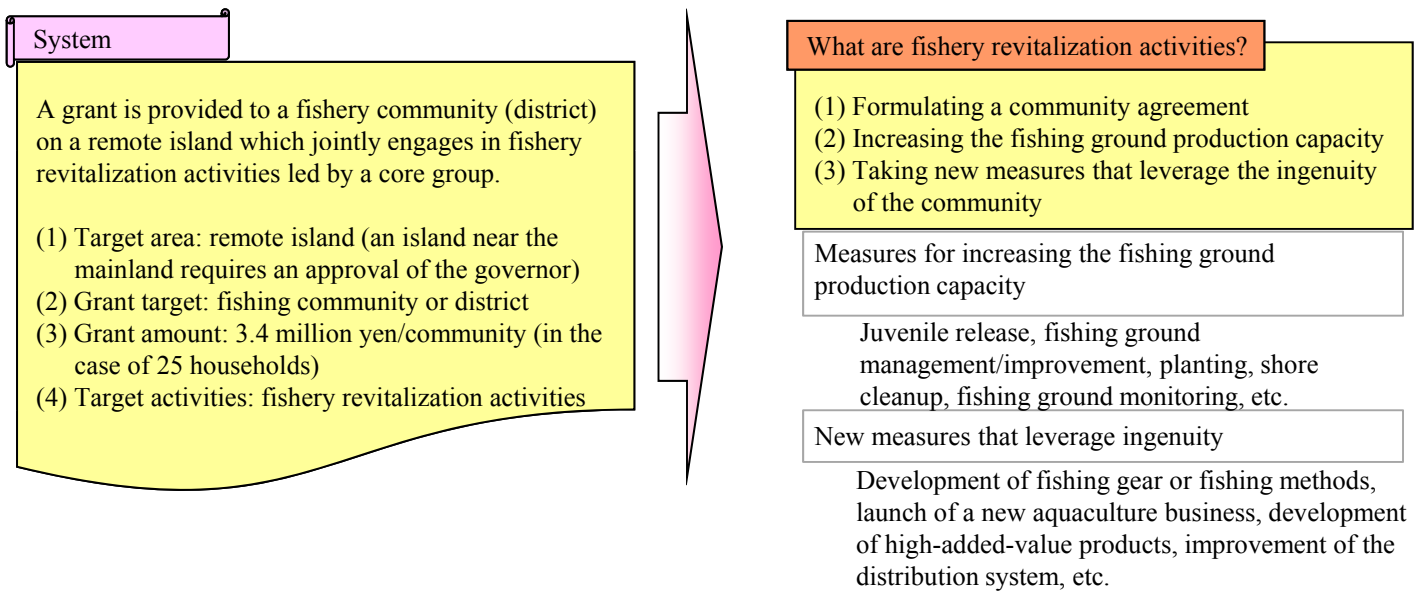 System
A grant is provided to a fishery community (district)
on a remote island which jointly engages in fishery
revitalization activities led by a core group.
(1) Target area: remote island (an island near the
mainland requires an approval of the governor)
(2) Grant target: fishing community or district
(3) Grant amount: 3.4 million yen/community (in the
case of 25 households)
(4) Target activities: fishery revitalization activities
What are fishery revitalization activities?
(1) Formulating a community agreement
(2) Increasing the fishing ground production capacity
(3) Taking new measures that leverage the ingenuity
of the community
Measures for increasing the fishing ground
production capacity
Juvenile release, fishing ground
management/improvement, planting, shore
cleanup, fishing ground monitoring, etc.
New measures that leverage ingenuity
Development of fishing gear or fishing methods,
launch of a new aquaculture business, development
of high-added-value products, improvement of the
distribution system, etc.